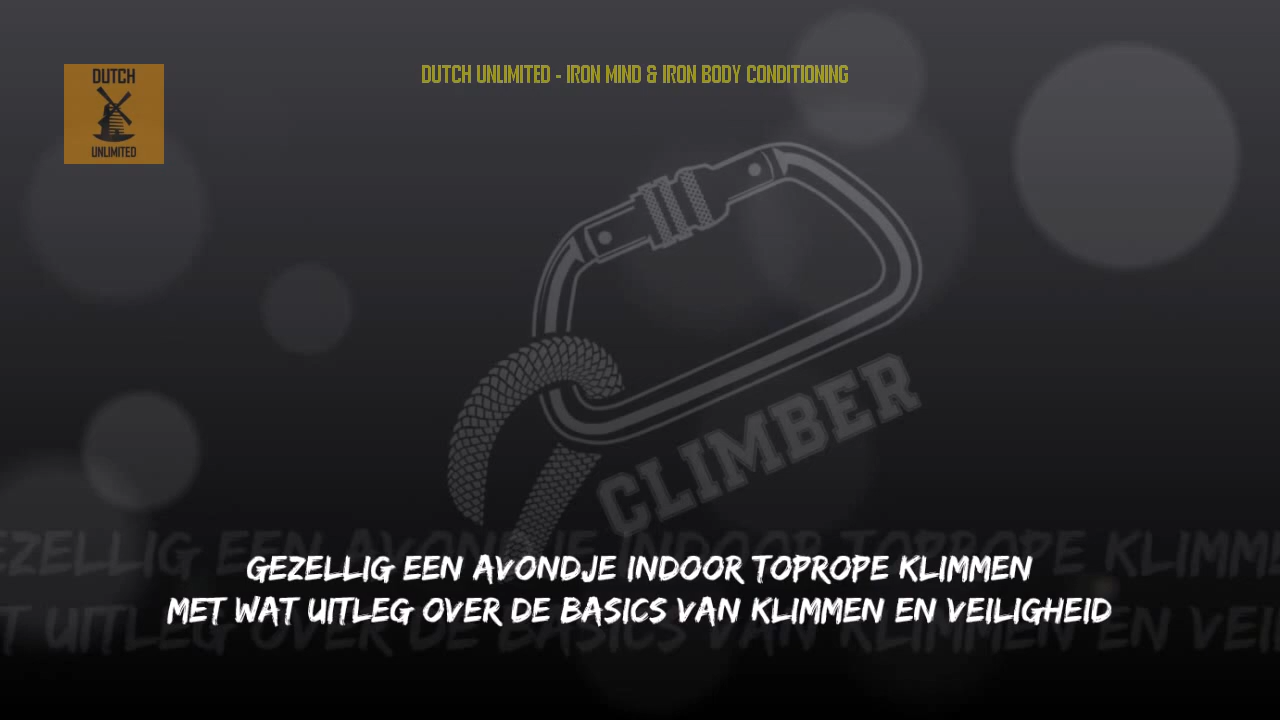 DUTCH
UNLIMITED
DUTCH UNLIMITED - IRON MIND & IRON BODY CONDITIONING
CLIMBER
GEZELLIG EEN AVONDJE INDOOR TOPROPE KLIMMEN
MET WAT UITLEG OVER DE BASICS VAN KLIMMEN EN VEILIGHEID